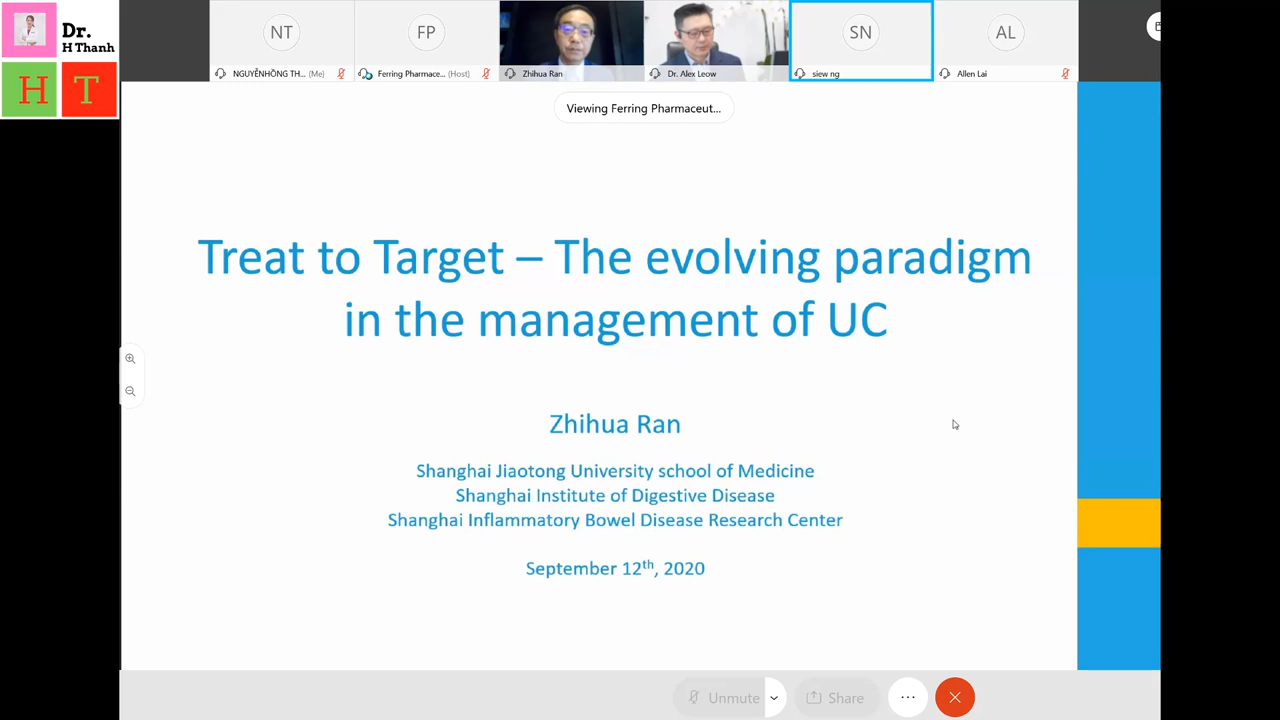 Dr.
H Thanh
H T
NT
FP
SN
AL
NGUYỄNHỒNG TH... (Me)
Ferring Pharmace... (Host)
Zhihua Ran
Dr. Alex Leow
siew ng
Allen Lai
Viewing Ferring Pharmaceut...
Treat to Target – The evolving paradigm
in the management of UC
Zhihua Ran
Shanghai Jiaotong University school of Medicine
Shanghai Institute of Digestive Disease
Shanghai Inflammatory Bowel Disease Research Center
September 12th, 2020
Unmute
Share